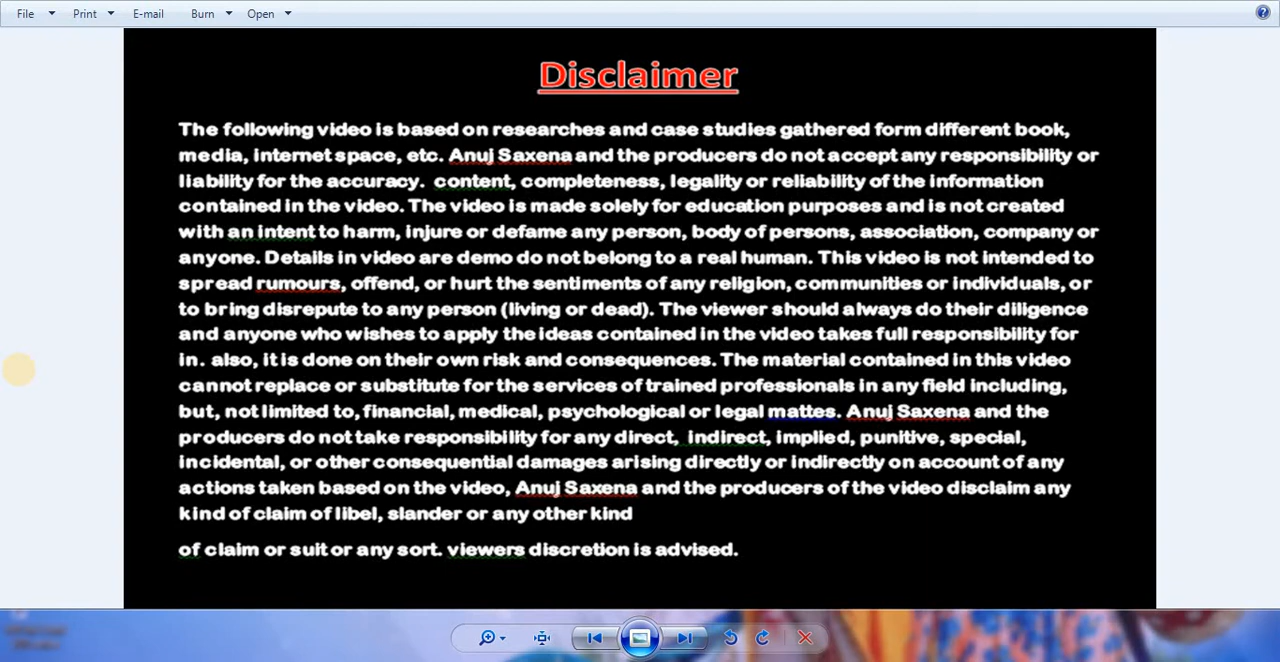 File Print E-mail Burn Open
Disclaimer
The following video is based on researches and case studies gathered form different book,
media, internet space, etc. Anuj Saxena and the producers do not accept any responsibility or
liability for the accuracy. content, completeness, legality or reliability of the information
contained in the video. The video is made solely for education purposes and is not created
with an intent to harm, injure or defame any person, body of persons, association, company or
anyone. Details in video are demo do not belong to a real human. This video is not intended to
spread rumours, offend, or hurt the sentiments of any religion, communities or individuals, or
to bring disrepute to any person (living or dead). The viewer should always do their diligence
and anyone who wishes to apply the ideas contained in the video takes full responsibility for
in. also, it is done on their own risk and consequences. The material contained in this video
cannot replace or substitute for the services of trained professionals in any field including,
but, not limited to, financial, medical, psychological or legal mattes. Anuj Saxena and the
producers do not take responsibility for any direct, indirect, implied, punitive, special,
incidental, or other consequential damages arising directly or indirectly on account of any
actions taken based on the video, Anuj Saxena and the producers of the video disclaim any
kind of claim of libel, slander or any other kind
of claim or suit or any sort. viewers discretion is advised.